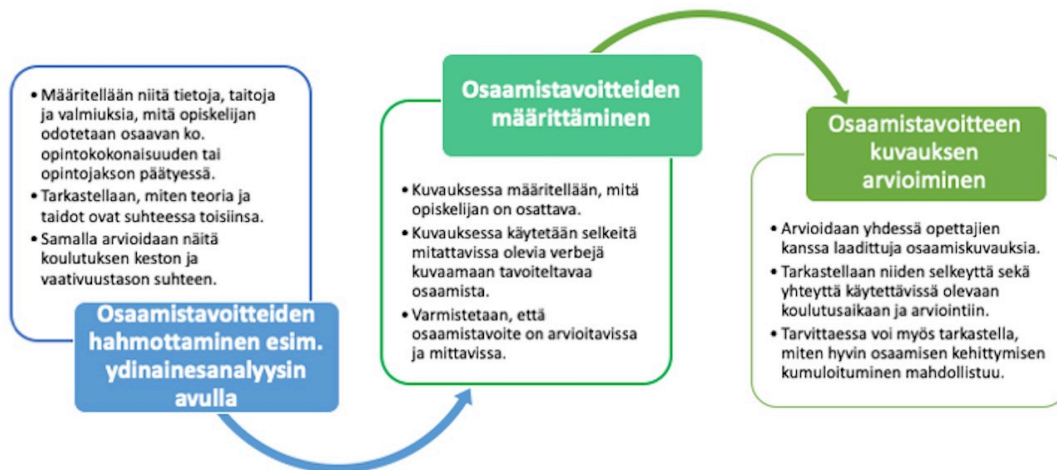 • Määritellään niitä tietoja, taitoja
ja valmiuksia, mitä opiskelijan
odotetaan osaavan ko.
opintokokonaisuuden tai
opintojakson päätyessä.
• Tarkastellaan, miten teoria ja
taidot ovat suhteessa toisiinsa.
• Samalla arvioidaan näitä
koulutuksen keston ja
vaativuustason suhteen.
Osaamistavoitteiden
hahmottaminen esim.
ydinainesanalyysin
avulla
Osaamistavoitteiden
määrittäminen
• Kuvauksessa määritellään, mitä
opiskelijan on osattava.
• Kuvauksessa käytetään selkeitä
mitattavissa olevia verbejä
kuvaamaan tavoiteltavaa
osaamista.
• Varmistetaan, että
osaamistavoite on arvioitavissa
ja mittavissa.
Osaamistavoitteen
kuvauksen
arvioiminen
• Arvioidaan yhdessä opettajien
kanssa laadittuja osaamiskuvauksia.
• Tarkastellaan niiden selkeyttä sekä
yhteyttä käytettävissä olevaan
koulutusaikaan ja arviointiin.
• Tarvittaessa voi myös tarkastella,
miten hyvin osaamisen kehittymisen
kumuloituminen mahdollistuu.